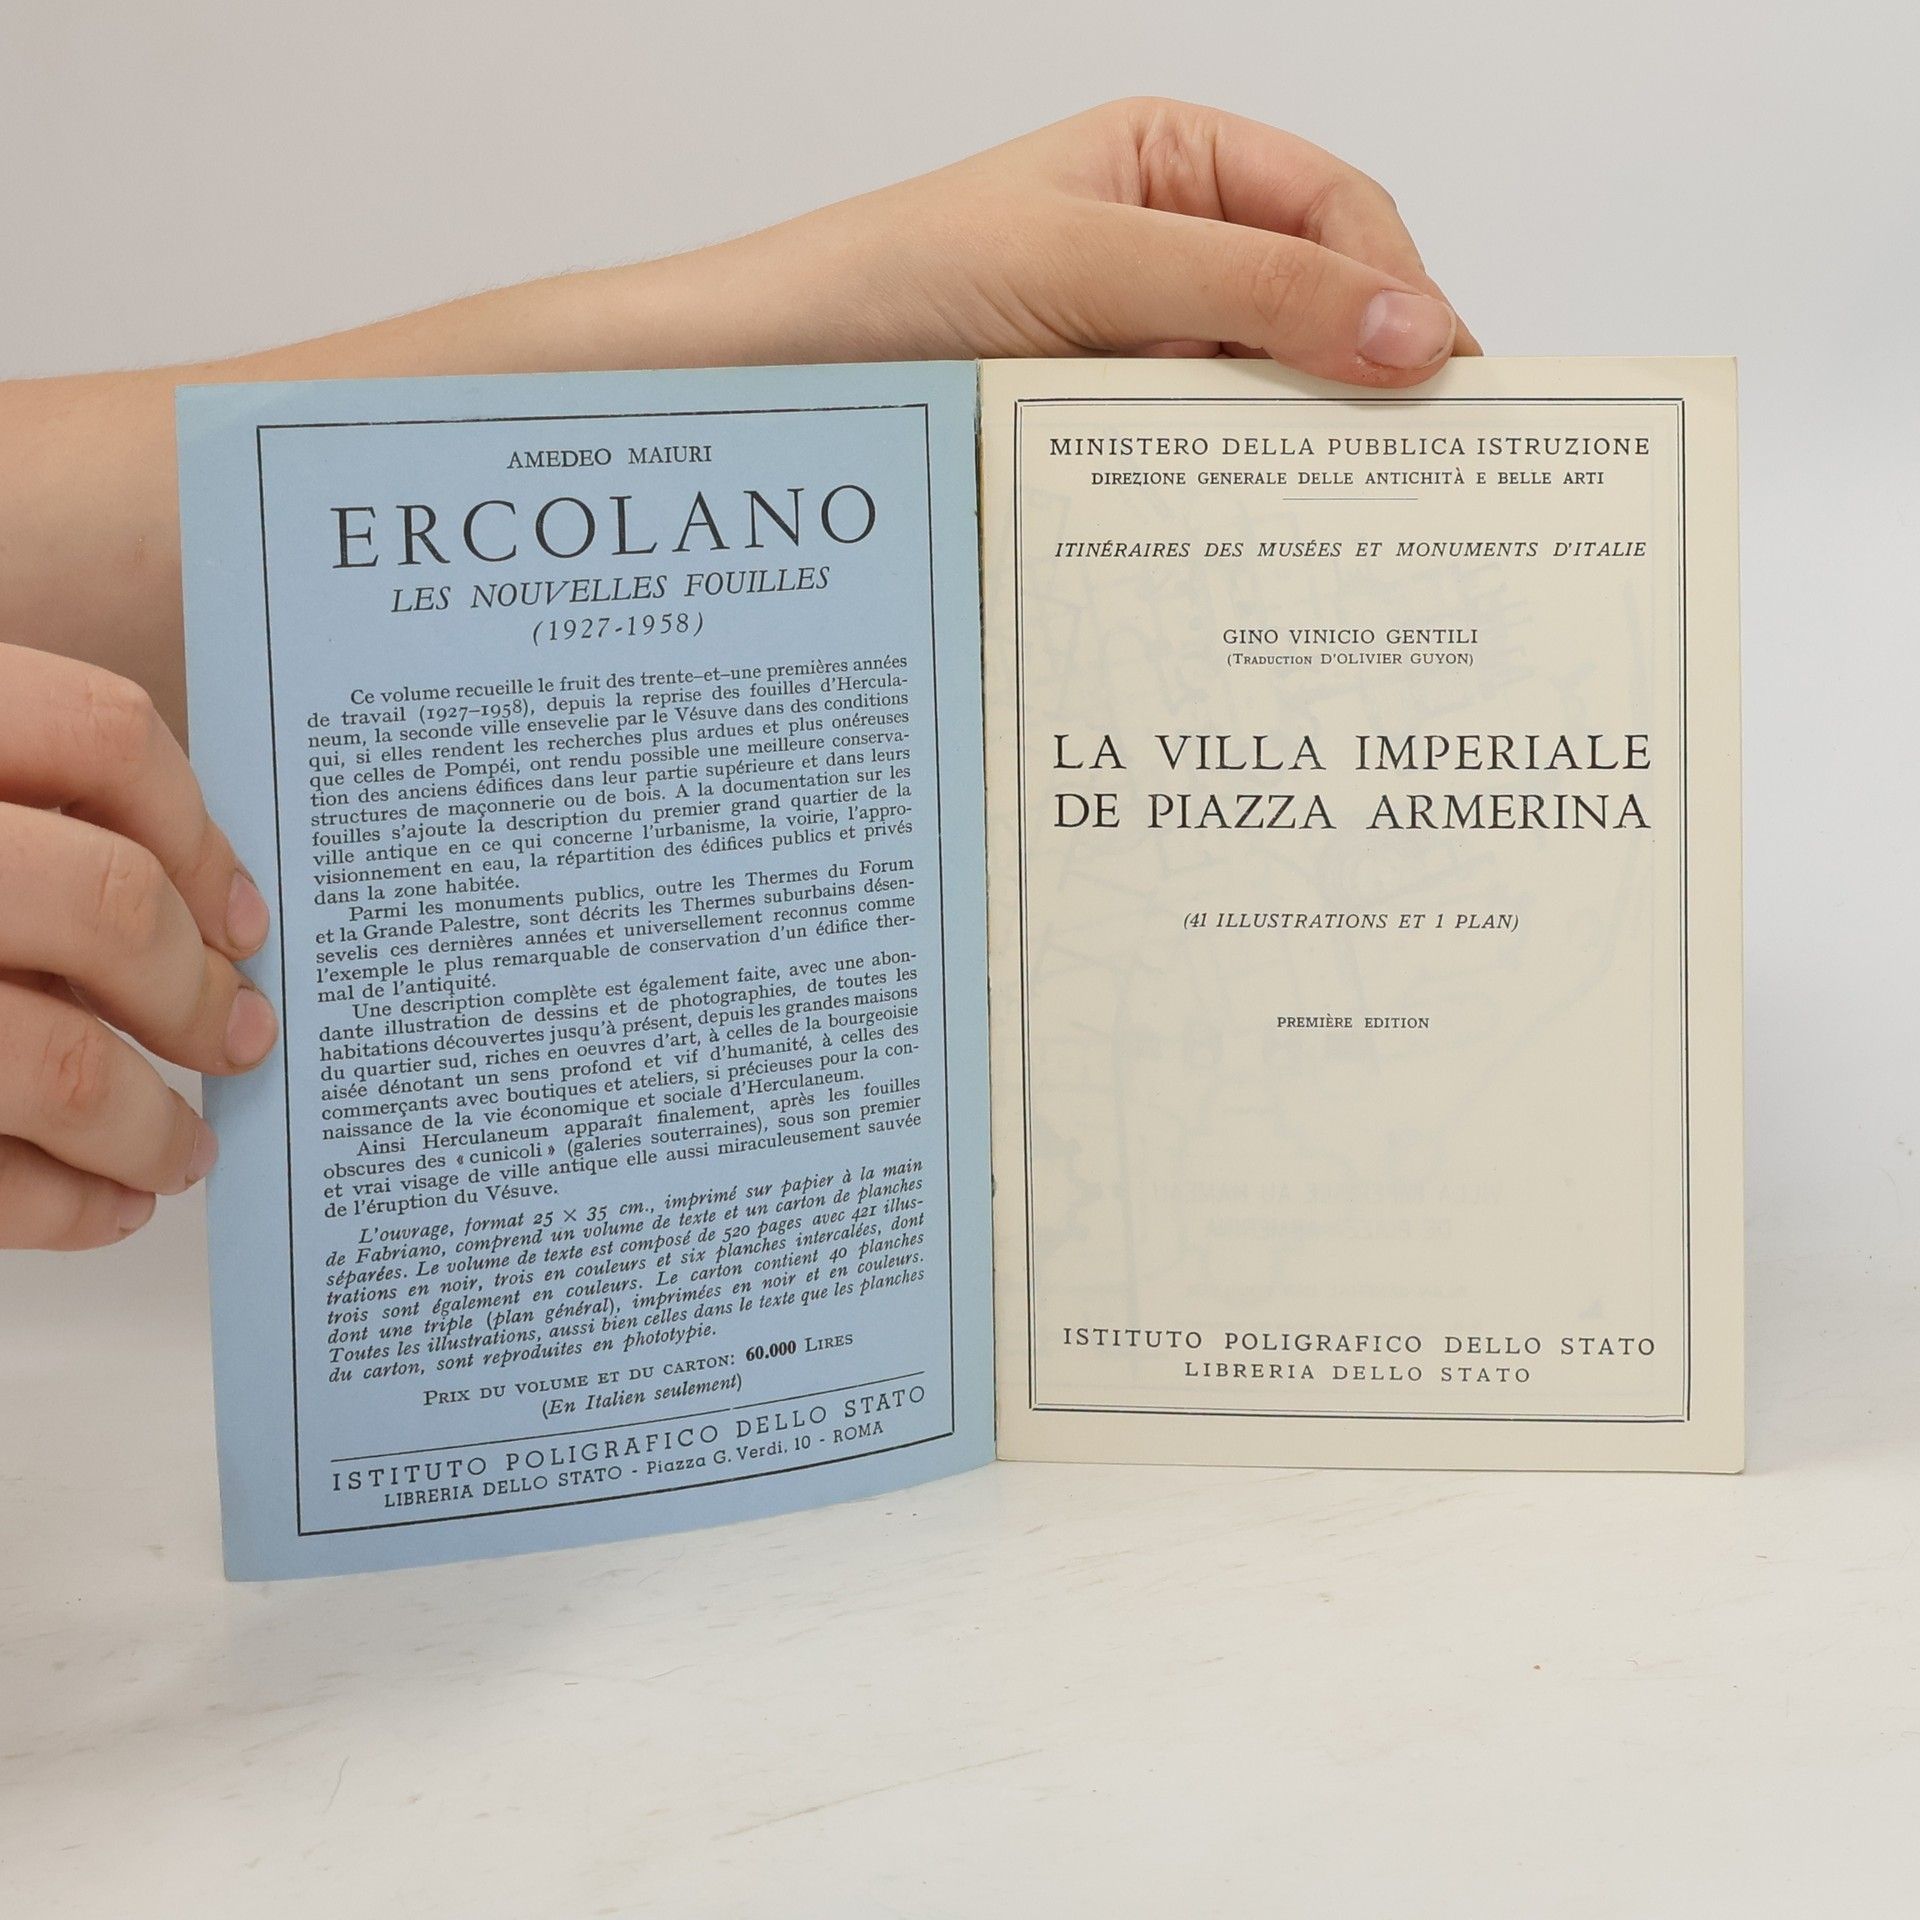 AMEDEO MAIURI
ERCOLANO
LES NOUVELLES FOUILLES
(1927-1958)
Ce volume recueille le fruit des trente-et-une premières années
de travail (1927-1958), depuis la reprise des fouilles d'Hercula-
neum, la seconde ville ensevelie par le Vésuve dans des conditions
qui, si elles rendent les recherches plus ardues et plus onéreuses
que celles de Pompéi, ont rendu possible une meilleure conserva-
tion des anciens édifices dans leur partie supérieure et dans leurs
structures de maçonnerie ou de bois. A la documentation sur les
fouilles s'ajoute la description du premier grand quartier de la
ville antique en ce qui concerne l'urbanisme, la voirie, l'appro-
visionnement en eau, la répartition des édifices publics et privés
dans la zone habitée.
Parmi les monuments publics, outre les Thermes du Forum
et la Grande Palestre, sont décrits les Thermes suburbains désen-
sevelis ces dernières années et universellement reconnus comme
l'exemple le plus remarquable de conservation d'un édifice ther-
mal de l'antiquité.
Une description complète est également faite, avec une abon-
dante illustration de dessins et de photographies, de toutes les
habitations découvertes jusqu'à présent, depuis les grandes maisons
du quartier sud, riches en oeuvres d'art, à celles de la bourgeoisie
aisée dénotant un sens profond et vif d'humanité, à celles des
commerçants avec boutiques et ateliers, si précieuses pour la con-
naissance de la vie économique et sociale d'Herculaneum.
Ainsi Herculaneum apparaît finalement, après les fouilles
obscures des « cunicoli » (galeries souterraines), sous son premier
et vrai visage de ville antique elle aussi miraculeusement sauvée
de l'éruption du Vésuve.
L'ouvrage, format 25 × 35 cm., imprimé sur papier à la main
de Fabriano, comprend un volume de texte et un carton de planches
séparées. Le volume de texte est composé de 520 pages avec 421 illus-
trations en noir, trois en couleurs et six planches intercalées, dont
trois sont également en couleurs. Le carton contient 40 planches
dont une triple (plan général), imprimées en noir et en couleurs.
Toutes les illustrations, aussi bien celles dans le texte que les planches
du carton, sont reproduites en phototypie.
PRIX DU VOLUME ET DU CARTON: 60.000 LIRES
(En Italien seulement)
ISTITUTO POLIGRAFICO DELLO STATO
LIBRERIA DELLO STATO - Piazza G. Verdi, 10 - ROMA
MINISTERO DELLA PUBBLICA ISTRUZIONE
DIREZIONE GENERALE DELLE ANTICHITÀ E BELLE ARTI
ITINÉRAIRES DES MUSÉES ET MONUMENTS D'ITALIE
GINO VINICIO GENTILI
(TRADUCTION D'OLIVIER GUYON)
LA VILLA IMPERIALE
DE PIAZZA ARMERINA
(41 ILLUSTRATIONS ET 1 PLAN)
PREMIÈRE EDITION
ISTITUTO POLIGRAFICO DELLO STATO
LIBRERIA DELLO STATO